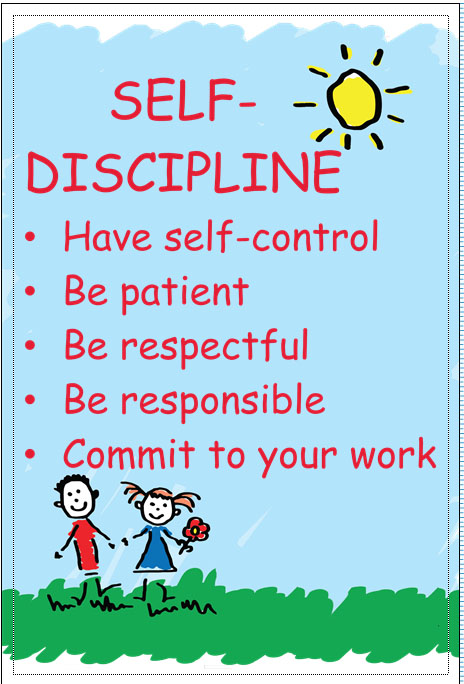 SELF-
DISCIPLINE
• Have self-control
• Be patient
• Be respectful
• Be responsible
• Commit to your work